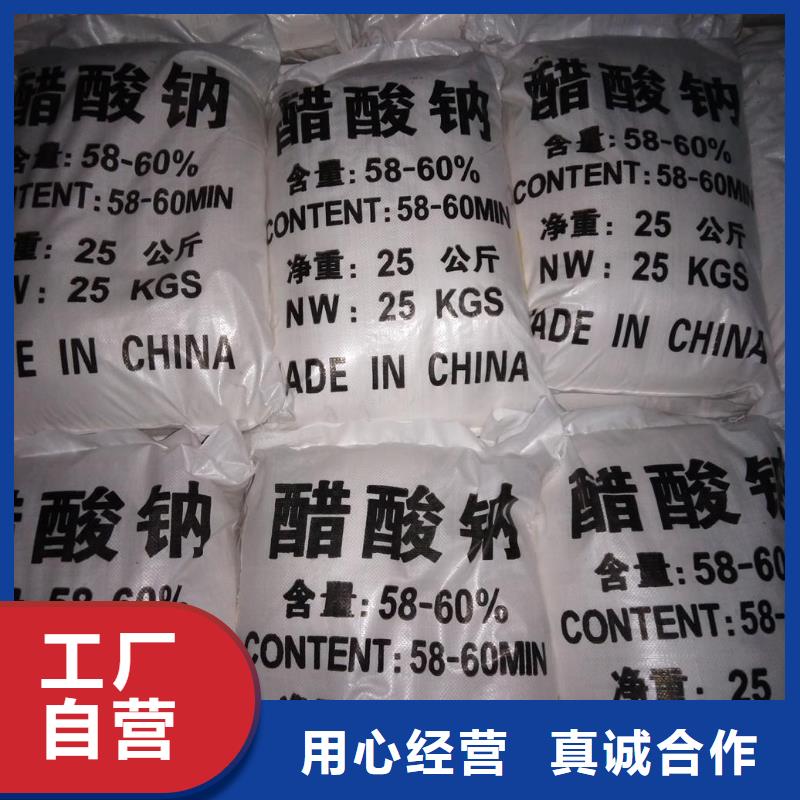 醋酸钠
含量:58-60%
NTENT:58-60MIN
重: 25 公斤
W: 25 KGS
E IN CHINA
醋酸钠
含量:58-60%
CONTENT:58-60MIN
净重: 25 公斤
NW: 25 KGS
ADE IN CHINA
醋酸钠
含量:58-60%
CONTENT:58-60MIN
净重: 25 公斤
NW: 25 KGS
ADE IN CHINA
酸钠
58-60%
醋酸钠
含量:58-60%
CONTENT:58-60MIN
醋酸钠
含量:58-60
CONTENT:58-
净重: 25
工厂
自营
用心经营 真诚合作